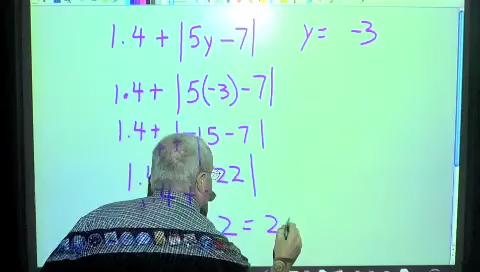 1.4 + |5y - 7| y = -3
1.4 + |5(-3) - 7|
1.4 + |-15 - 7|
22|
2 = 2